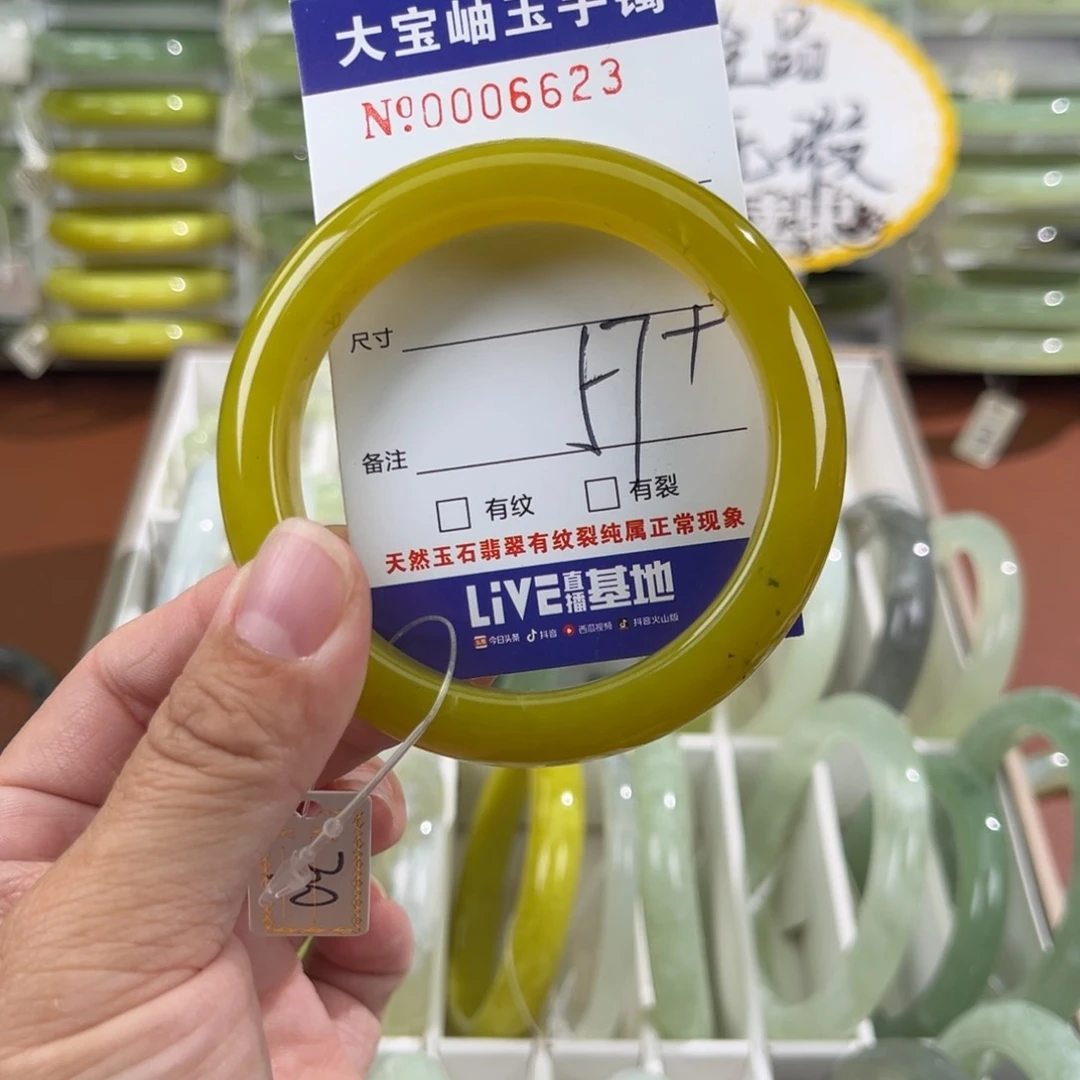 大宝岫玉手镯
№0006623
尺寸 57+
备注
□ 有纹 □ 有裂
天然玉石翡翠有纹裂纯属正常现象
LiVE直播基地
今日头条 抖音 西瓜视频 抖音火山版
品